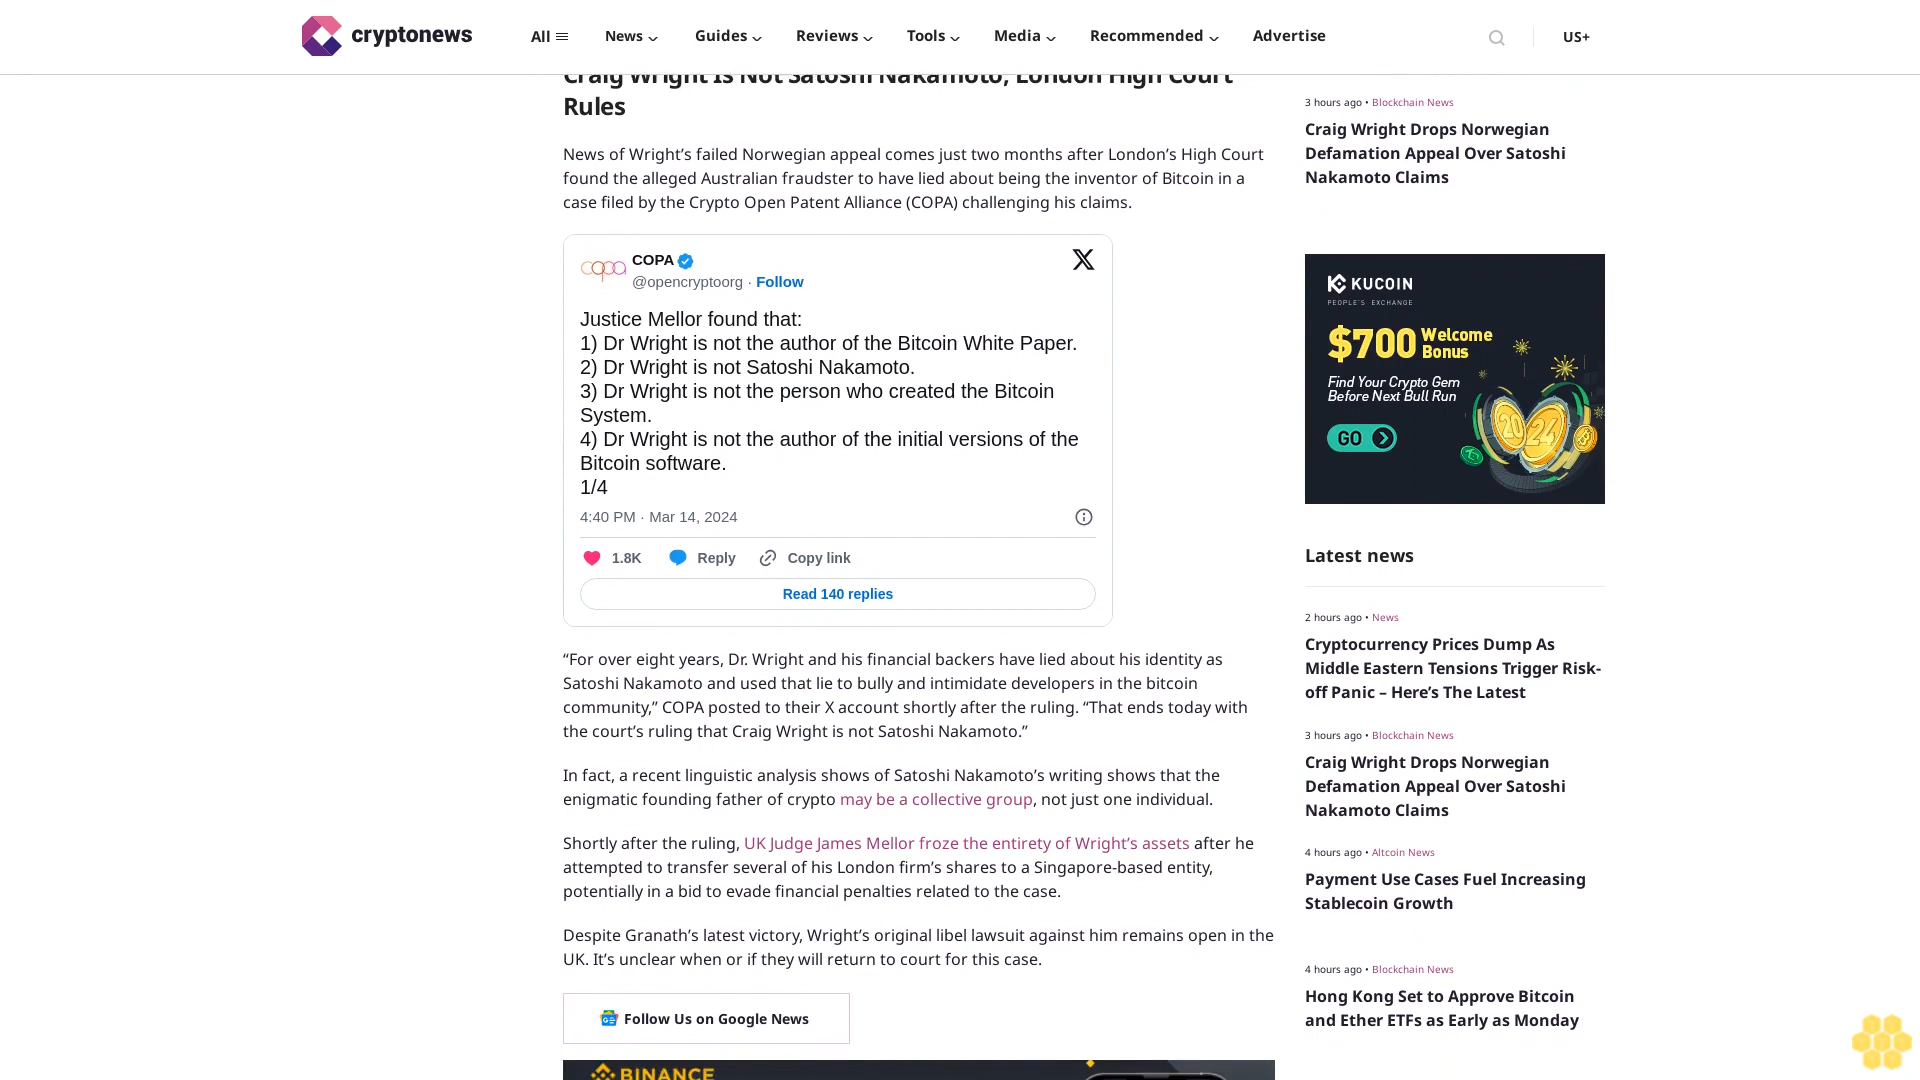 cryptonews
All
News
Guides
Reviews
Tools
Media
Recommended
Advertise
US+
Craig Wright Is Not Satoshi Nakamoto, London High Court
Rules
News of Wright’s failed Norwegian appeal comes just two months after London’s High Court
found the alleged Australian fraudster to have lied about being the inventor of Bitcoin in a
case filed by the Crypto Open Patent Alliance (COPA) challenging his claims.
copa
COPA
@opencryptoorg · Follow
Justice Mellor found that:
1) Dr Wright is not the author of the Bitcoin White Paper.
2) Dr Wright is not Satoshi Nakamoto.
3) Dr Wright is not the person who created the Bitcoin
System.
4) Dr Wright is not the author of the initial versions of the
Bitcoin software.
1/4
4:40 PM · Mar 14, 2024
1.8K
Reply
Copy link
Read 140 replies
“For over eight years, Dr. Wright and his financial backers have lied about his identity as
Satoshi Nakamoto and used that lie to bully and intimidate developers in the bitcoin
community,” COPA posted to their X account shortly after the ruling. “That ends today with
the court’s ruling that Craig Wright is not Satoshi Nakamoto.”
In fact, a recent linguistic analysis shows of Satoshi Nakamoto’s writing shows that the
enigmatic founding father of crypto may be a collective group, not just one individual.
Shortly after the ruling, UK Judge James Mellor froze the entirety of Wright’s assets after he
attempted to transfer several of his London firm’s shares to a Singapore-based entity,
potentially in a bid to evade financial penalties related to the case.
Despite Granath’s latest victory, Wright’s original libel lawsuit against him remains open in the
UK. It’s unclear when or if they will return to court for this case.
Follow Us on Google News
BINANCE
3 hours ago • Blockchain News
Craig Wright Drops Norwegian
Defamation Appeal Over Satoshi
Nakamoto Claims
KUCOIN
PEOPLE'S EXCHANGE
$700 Welcome
Bonus
Find Your Crypto Gem
Before Next Bull Run
GO
20
24
Latest news
2 hours ago • News
Cryptocurrency Prices Dump As
Middle Eastern Tensions Trigger Risk-
off Panic – Here’s The Latest
3 hours ago • Blockchain News
Craig Wright Drops Norwegian
Defamation Appeal Over Satoshi
Nakamoto Claims
4 hours ago • Altcoin News
Payment Use Cases Fuel Increasing
Stablecoin Growth
4 hours ago • Blockchain News
Hong Kong Set to Approve Bitcoin
and Ether ETFs as Early as Monday